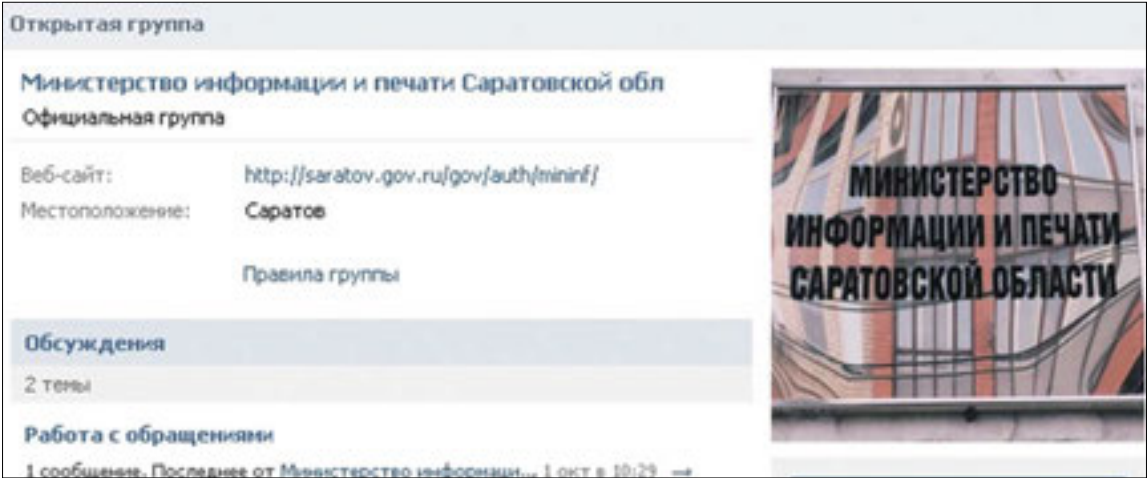 Открытая группа
Министерство информации и печати Саратовской обл
Официальная группа
Веб-сайт: http://saratov.gov.ru/gov/auth/mininf/
Местоположение: Саратов
Правила группы
Обсуждения
2 темы
Работа с обращениями
1 сообщение. Последнее от Министерство информаци... 1 окт в 10:29 →
МИНИСТЕРСТВО
ИНФОРМАЦИИ И ПЕЧАТИ
САРАТОВСКОЙ ОБЛАСТИ